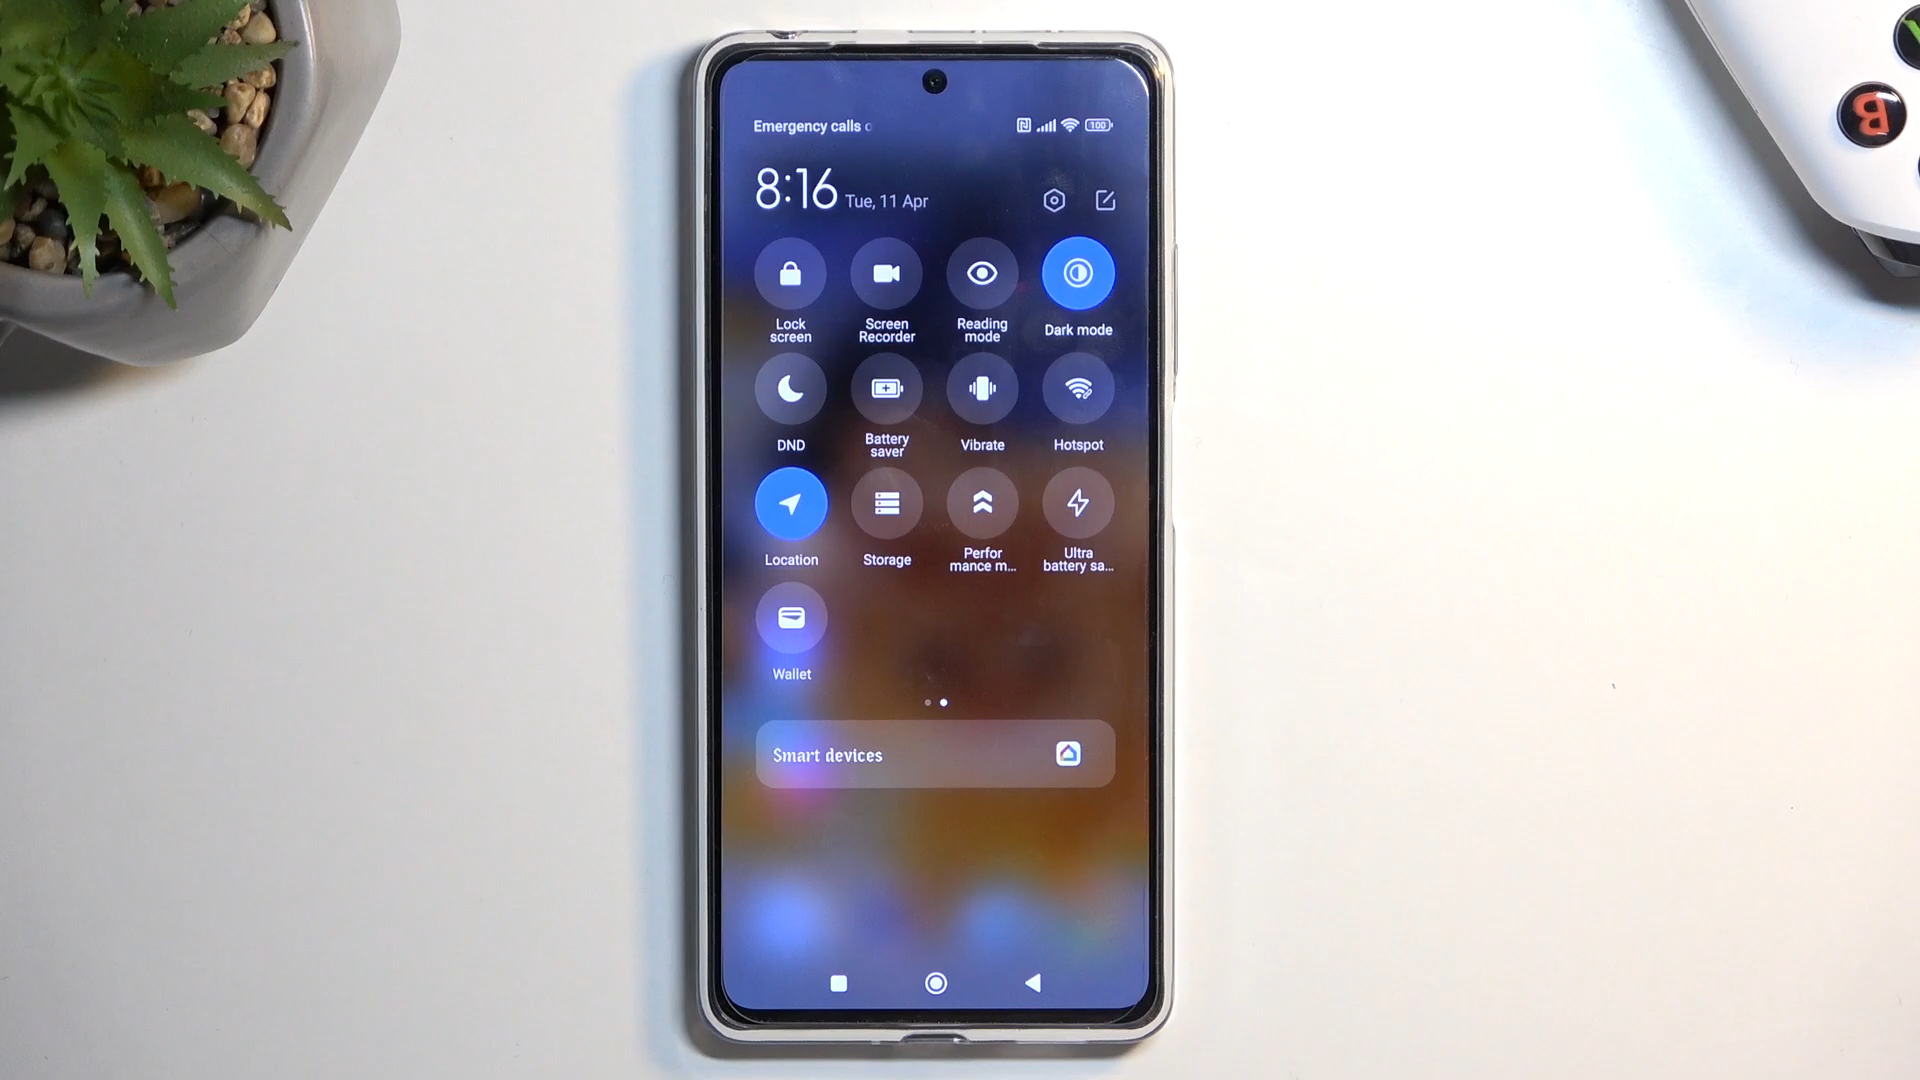 Emergency calls
100
8:16 Tue, 11 Apr
Lock
screen
Screen
Recorder
Reading
mode
Dark mode
DND
Battery
saver
Vibrate
Hotspot
Location
Storage
Perfor
mance m...
Ultra
battery sa...
Wallet
Smart devices
B